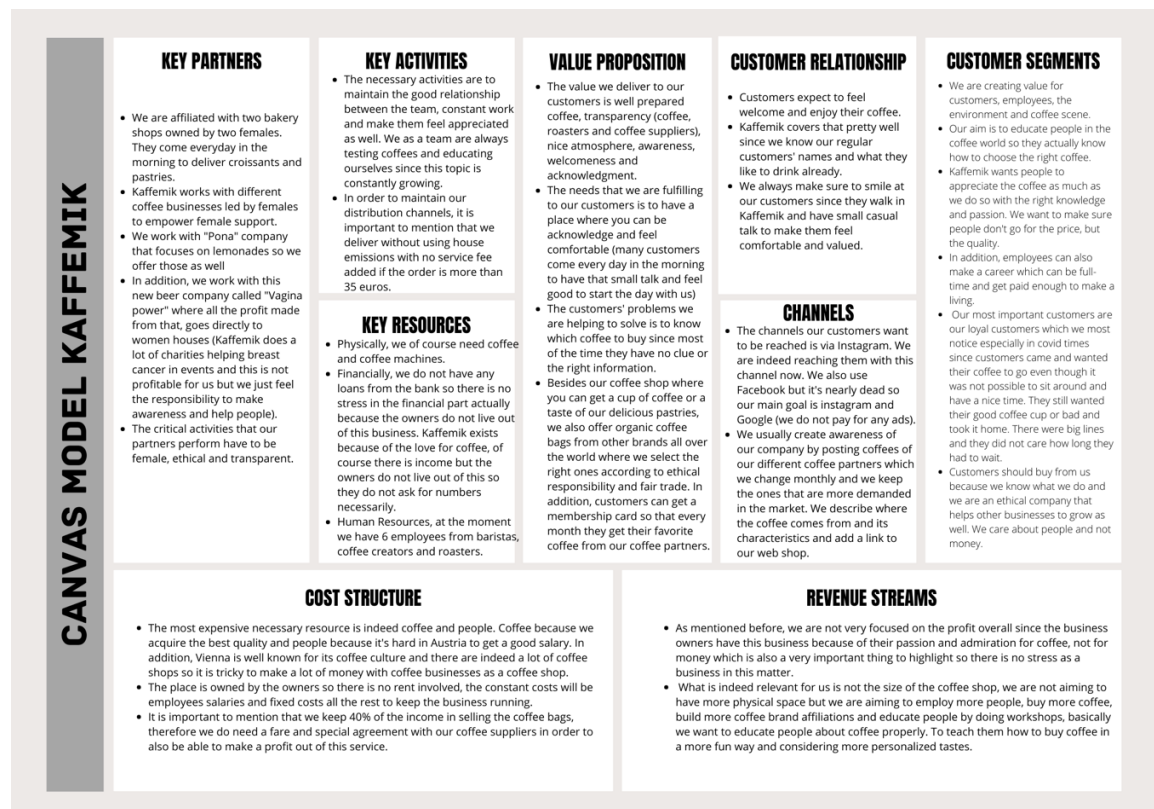 CANVAS MODEL KAFFEMIK
KEY PARTNERS
• We are affiliated with two bakery
shops owned by two females.
They come everyday in the
morning to deliver croissants and
pastries.
• Kaffemik works with different
coffee businesses led by females
to empower female support.
• We work with "Pona" company
that focuses on lemonades so we
offer those as well
• In addition, we work with this
new beer company called "Vagina
power" where all the profit made
from that, goes directly to
women houses (Kaffemik does a
lot of charities helping breast
cancer in events and this is not
profitable for us but we just feel
the responsibility to make
awareness and help people).
• The critical activities that our
partners perform have to be
female, ethical and transparent.
KEY ACTIVITIES
• The necessary activities are to
maintain the good relationship
between the team, constant work
and make them feel appreciated
as well. We as a team are always
testing coffees and educating
ourselves since this topic is
constantly growing.
• In order to maintain our
distribution channels, it is
important to mention that we
deliver without using house
emissions with no service fee
added if the order is more than
35 euros.
KEY RESOURCES
• Physically, we of course need coffee
and coffee machines.
• Financially, we do not have any
loans from the bank so there is no
stress in the financial part actually
because the owners do not live out
of this business. Kaffemik exists
because of the love for coffee, of
course there is income but the
owners do not live out of this so
they do not ask for numbers
necessarily.
• Human Resources, at the moment
we have 6 employees from baristas,
coffee creators and roasters.
VALUE PROPOSITION
• The value we deliver to our
customers is well prepared
coffee, transparency (coffee,
roasters and coffee suppliers),
nice atmosphere, awareness,
welcomeness and
acknowledgment.
• The needs that we are fulfilling
to our customers is to have a
place where you can be
acknowledge and feel
comfortable (many customers
come every day in the morning
to have that small talk and feel
good to start the day with us)
• The customers' problems we
are helping to solve is to know
which coffee to buy since most
of the time they have no clue or
the right information.
• Besides our coffee shop where
you can get a cup of coffee or a
taste of our delicious pastries,
we also offer organic coffee
bags from other brands all over
the world where we select the
right ones according to ethical
responsibility and fair trade. In
addition, customers can get a
membership card so that every
month they get their favorite
coffee from our coffee partners.
CUSTOMER RELATIONSHIP
• Customers expect to feel
welcome and enjoy their coffee.
• Kaffemik covers that pretty well
since we know our regular
customers' names and what they
like to drink already.
• We always make sure to smile at
our customers since they walk in
Kaffemik and have small casual
talk to make them feel
comfortable and valued.
CHANNELS
• The channels our customers want
to be reached is via Instagram. We
are indeed reaching them with this
channel now. We also use
Facebook but it's nearly dead so
our main goal is instagram and
Google (we do not pay for any ads).
• We usually create awareness of
our company by posting coffees of
our different coffee partners which
we change monthly and we keep
the ones that are more demanded
in the market. We describe where
the coffee comes from and its
characteristics and add a link to
our web shop.
CUSTOMER SEGMENTS
• We are creating value for
customers, employees, the
environment and coffee scene.
• Our aim is to educate people in the
coffee world so they actually know
how to choose the right coffee.
• Kaffemik wants people to
appreciate the coffee as much as
we do so with the right knowledge
and passion. We want to make sure
people don't go for the price, but
the quality.
• In addition, employees can also
make a career which can be full-
time and get paid enough to make a
living.
• Our most important customers are
our loyal customers which we most
notice especially in covid times
since customers came and wanted
their coffee to go even though it
was not possible to sit around and
have a nice time. They still wanted
their good coffee cup or bad and
took it home. There were big lines
and they did not care how long they
had to wait.
• Customers should buy from us
because we know what we do and
we are an ethical company that
helps other businesses to grow as
well. We care about people and not
money.
COST STRUCTURE
• The most expensive necessary resource is indeed coffee and people. Coffee because we
acquire the best quality and people because it's hard in Austria to get a good salary. In
addition, Vienna is well known for its coffee culture and there are indeed a lot of coffee
shops so it is tricky to make a lot of money with coffee businesses as a coffee shop.
• The place is owned by the owners so there is no rent involved, the constant costs will be
employees salaries and fixed costs all the rest to keep the business running.
• It is important to mention that we keep 40% of the income in selling the coffee bags,
therefore we do need a fare and special agreement with our coffee suppliers in order to
also be able to make a profit out of this service.
REVENUE STREAMS
• As mentioned before, we are not very focused on the profit overall since the business
owners have this business because of their passion and admiration for coffee, not for
money which is also a very important thing to highlight so there is no stress as a
business in this matter.
• What is indeed relevant for us is not the size of the coffee shop, we are not aiming to
have more physical space but we are aiming to employ more people, buy more coffee,
build more coffee brand affiliations and educate people by doing workshops, basically
we want to educate people about coffee properly. To teach them how to buy coffee in
a more fun way and considering more personalized tastes.